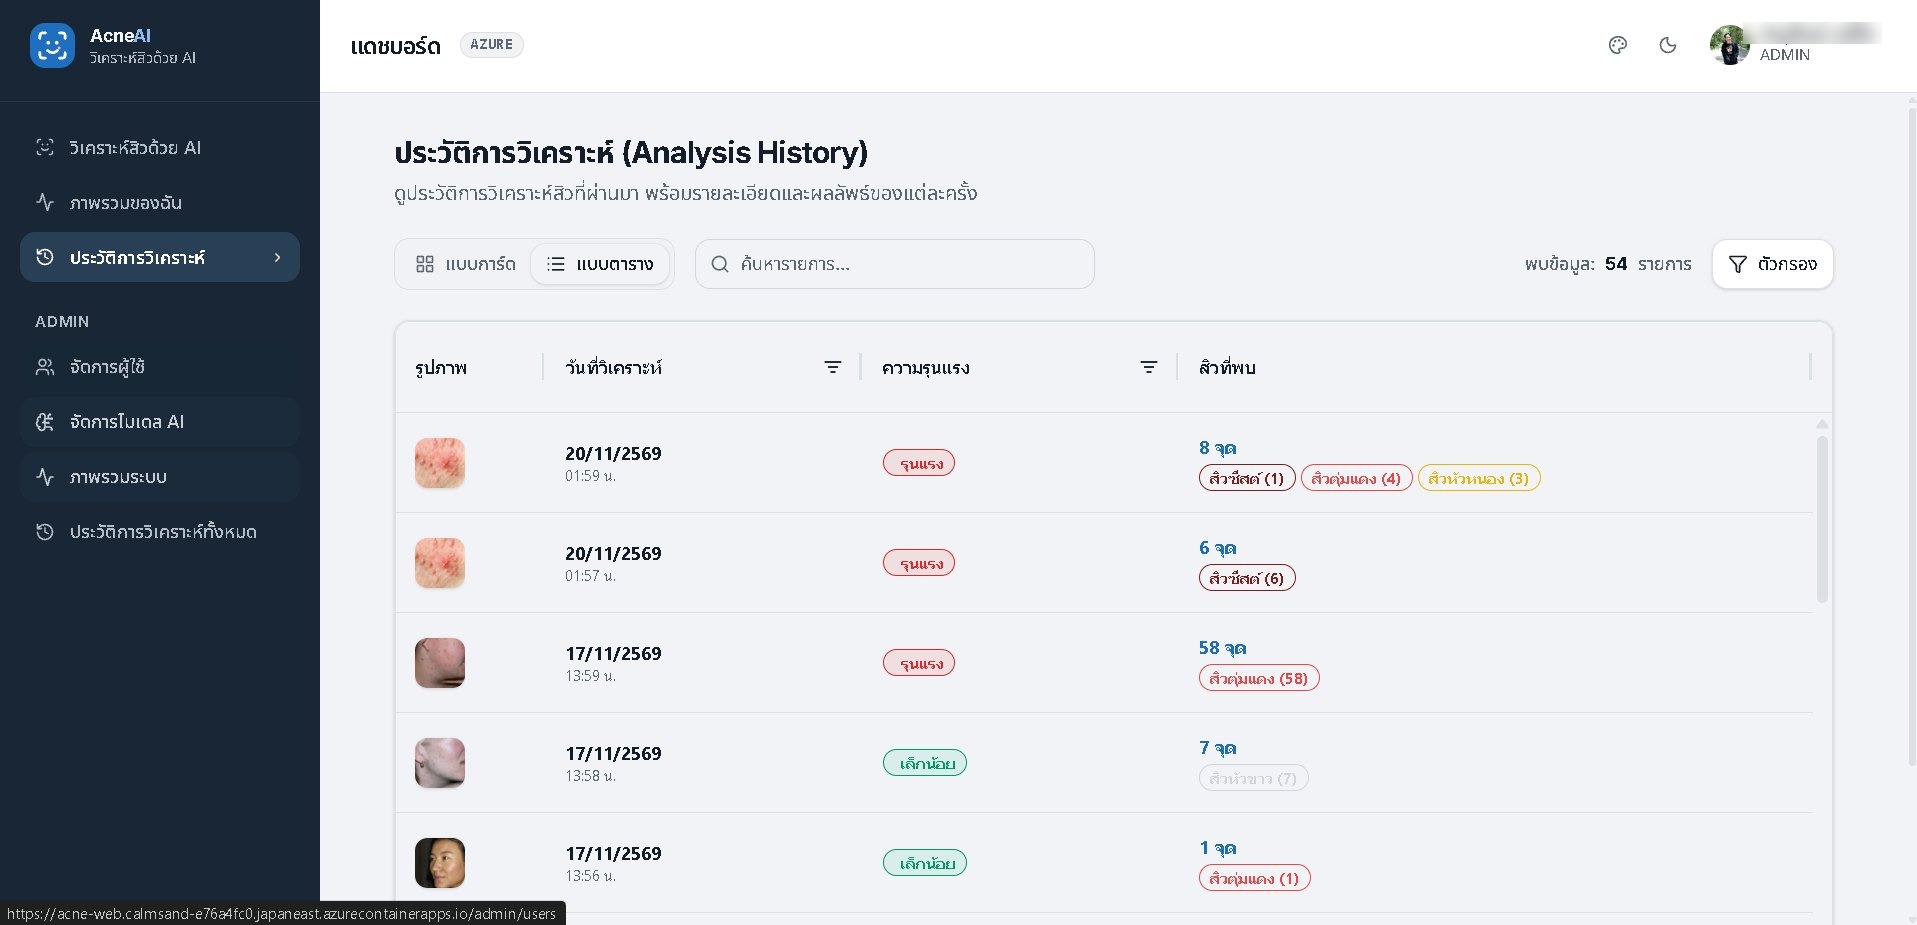 AcneAI
วิเคราะห์สิวด้วย AI
วิเคราะห์สิวด้วย AI
ภาพรวมของฉัน
ประวัติการวิเคราะห์
ADMIN
จัดการผู้ใช้
จัดการโมเดล AI
ภาพรวมระบบ
ประวัติการวิเคราะห์ทั้งหมด
แดชบอร์ด AZURE
ADMIN
ประวัติการวิเคราะห์ (Analysis History)
ดูประวัติการวิเคราะห์สิวที่ผ่านมา พร้อมรายละเอียดและผลลัพธ์ของแต่ละครั้ง
แบบการ์ด แบบตาราง ค้นหารายการ... พบข้อมูล: 54 รายการ ตัวกรอง
รูปภาพ วันที่วิเคราะห์ ความรุนแรง สิวที่พบ
20/11/2569
01:59 น.
รุนแรง
8 จุด
สิวซีสต์ (1) สิวตุ่มแดง (4) สิวหัวหนอง (3)
20/11/2569
01:57 น.
รุนแรง
6 จุด
สิวซีสต์ (6)
17/11/2569
13:59 น.
รุนแรง
58 จุด
สิวตุ่มแดง (58)
17/11/2569
13:58 น.
เล็กน้อย
7 จุด
สิวหัวขาว (7)
17/11/2569
13:56 น.
เล็กน้อย
1 จุด
สิวตุ่มแดง (1)
https://acne-web.calmsand-e76a4fc0.japaneast.azurecontainerapps.io/admin/users